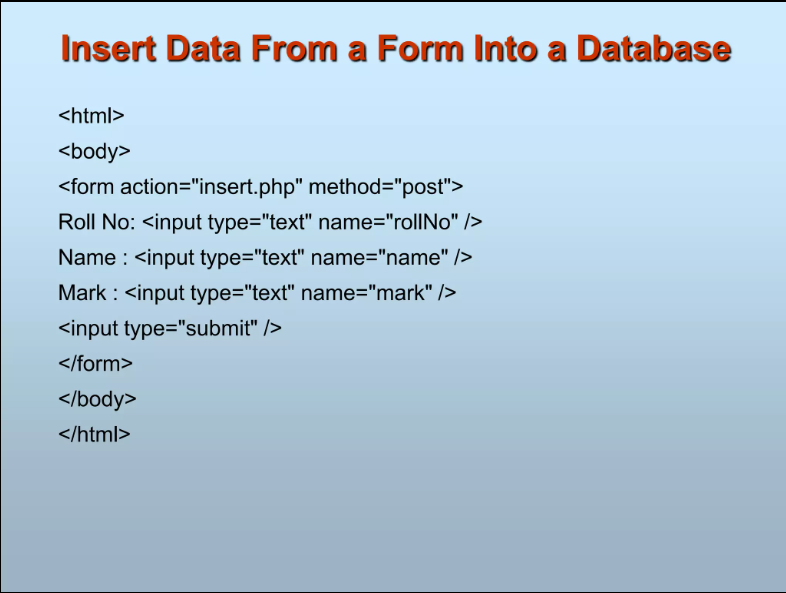 Insert Data From a Form Into a Database
<html>
<body>
<form action="insert.php" method="post">
Roll No: <input type="text" name="rollNo" />
Name : <input type="text" name="name" />
Mark : <input type="text" name="mark" />
<input type="submit" />
</form>
</body>
</html>